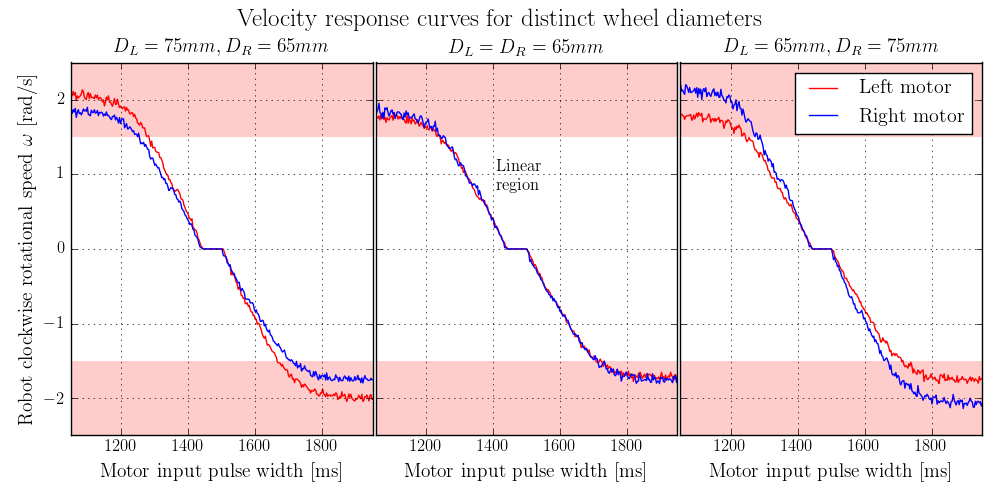 Velocity response curves for distinct wheel diameters
D_L = 75mm, D_R = 65mm
D_L = D_R = 65mm
D_L = 65mm, D_R = 75mm
Robot clockwise rotational speed ω [rad/s]
2
1
0
−1
−2
Linear
region
Left motor
Right motor
1200 1400 1600 1800
1200 1400 1600 1800
1200 1400 1600 1800
Motor input pulse width [ms]
Motor input pulse width [ms]
Motor input pulse width [ms]